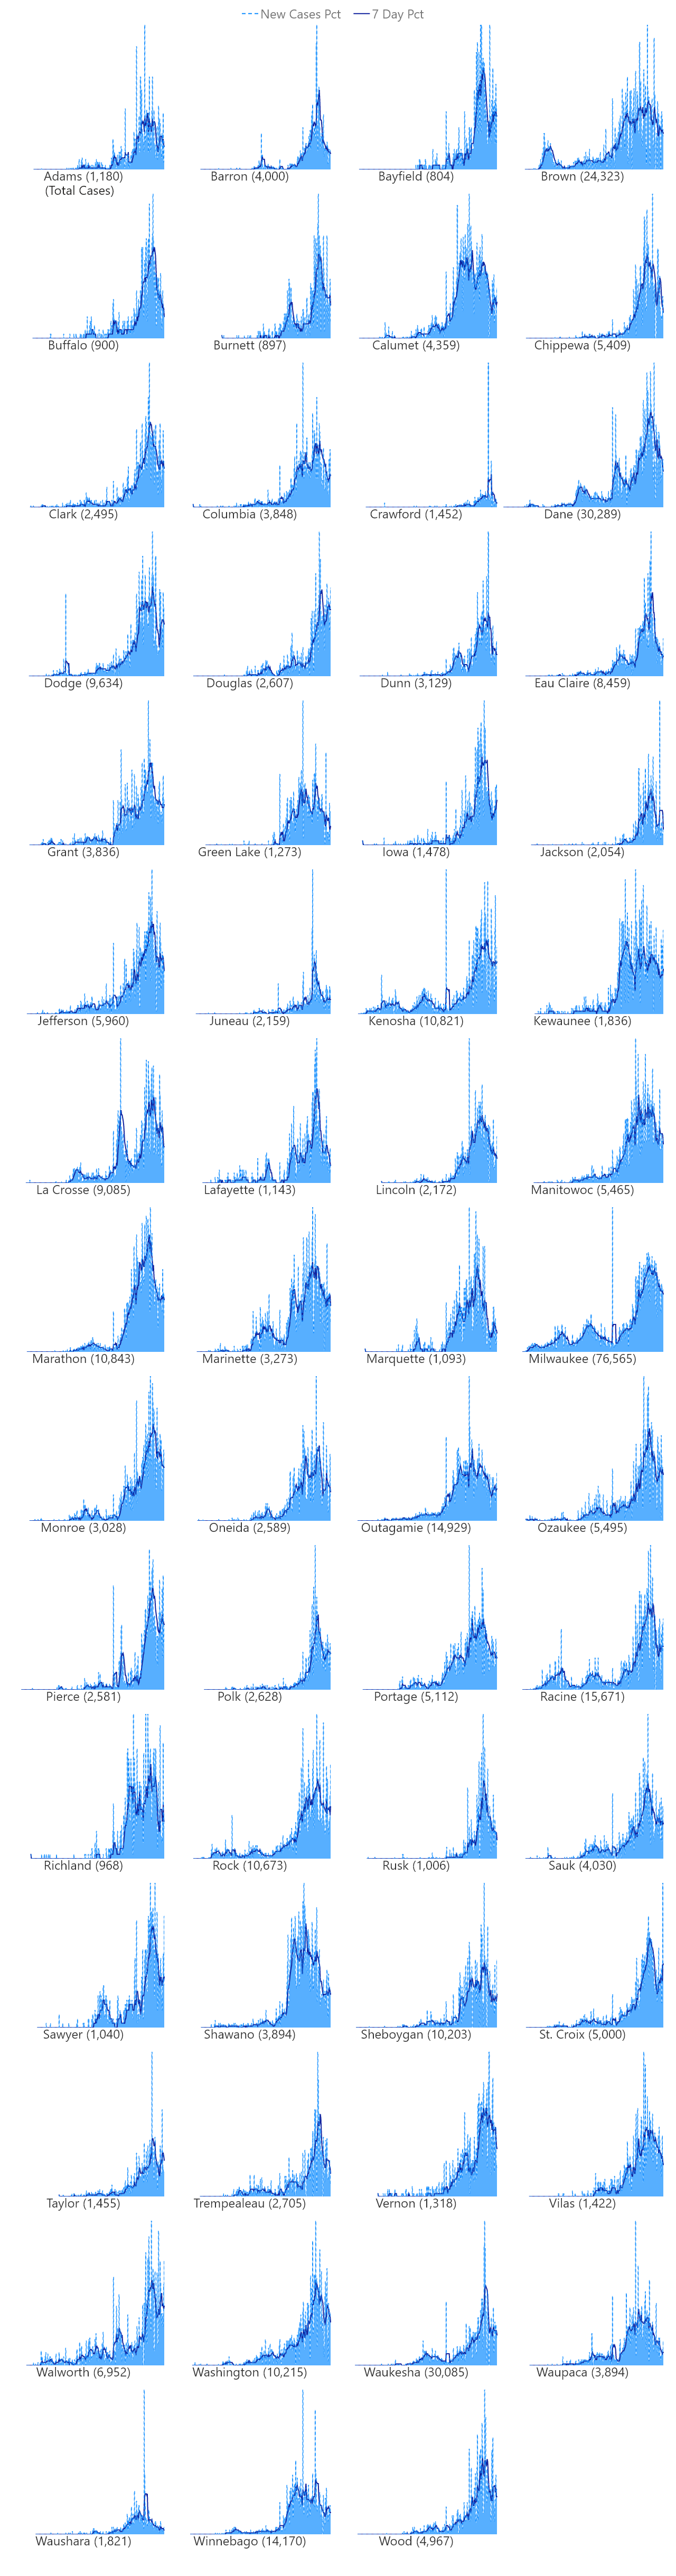 New Cases Pct 7 Day Pct
Adams (1,180) Barron (4,000) Bayfield (804) Brown (24,323)
(Total Cases)
Buffalo (900) Burnett (897) Calumet (4,359) Chippewa (5,409)
Clark (2,495) Columbia (3,848) Crawford (1,452) Dane (30,289)
Dodge (9,634) Douglas (2,607) Dunn (3,129) Eau Claire (8,459)
Grant (3,836) Green Lake (1,273) Iowa (1,478) Jackson (2,054)
Jefferson (5,960) Juneau (2,159) Kenosha (10,821) Kewaunee (1,836)
La Crosse (9,085) Lafayette (1,143) Lincoln (2,172) Manitowoc (5,465)
Marathon (10,843) Marinette (3,273) Marquette (1,093) Milwaukee (76,565)
Monroe (3,028) Oneida (2,589) Outagamie (14,929) Ozaukee (5,495)
Pierce (2,581) Polk (2,628) Portage (5,112) Racine (15,671)
Richland (968) Rock (10,673) Rusk (1,006) Sauk (4,030)
Sawyer (1,040) Shawano (3,894) Sheboygan (10,203) St. Croix (5,000)
Taylor (1,455) Trempealeau (2,705) Vernon (1,318) Vilas (1,422)
Walworth (6,952) Washington (10,215) Waukesha (30,085) Waupaca (3,894)
Waushara (1,821) Winnebago (14,170) Wood (4,967)